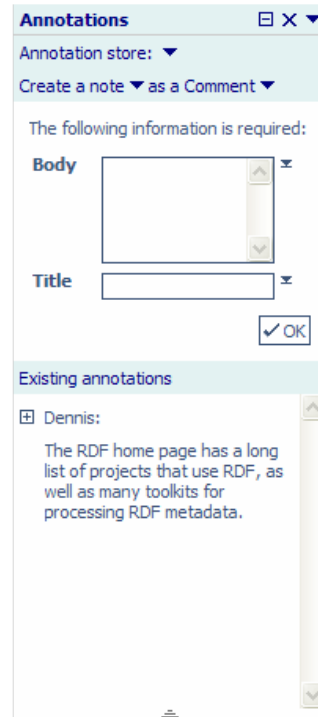 Annotations
Annotation store:
Create a note as a Comment
The following information is required:
Body
Title
OK
Existing annotations
Dennis:
The RDF home page has a long
list of projects that use RDF, as
well as many toolkits for
processing RDF metadata.